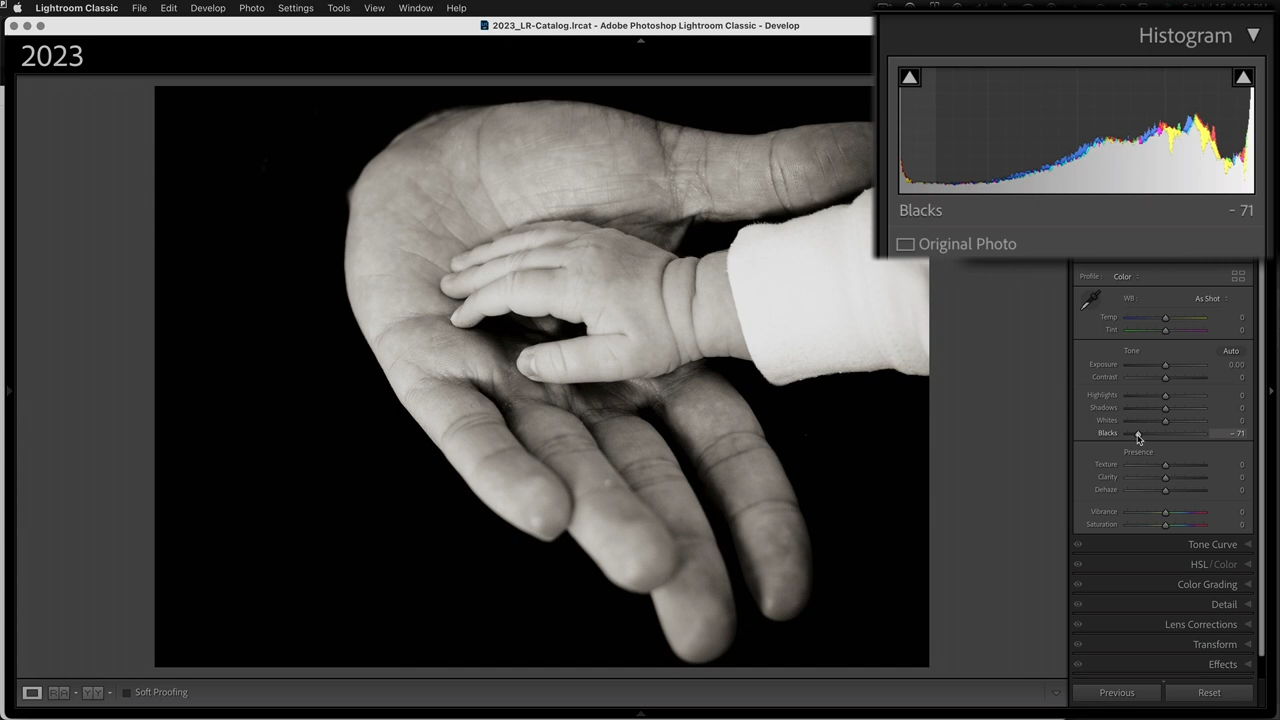 Lightroom Classic File Edit Develop Photo Settings Tools View Window Help
2023_LR-Catalog.lrcat - Adobe Photoshop Lightroom Classic - Develop
2023
Histogram
Blacks - 71
Original Photo
Profile : Color
WB : As Shot
Temp 0
Tint 0
Tone Auto
Exposure 0.00
Contrast 0
Highlights 0
Shadows 0
Whites 0
Blacks - 71
Presence
Texture 0
Clarity 0
Dehaze 0
Vibrance 0
Saturation 0
Tone Curve
HSL / Color
Color Grading
Detail
Lens Corrections
Transform
Effects
Soft Proofing
Previous Reset